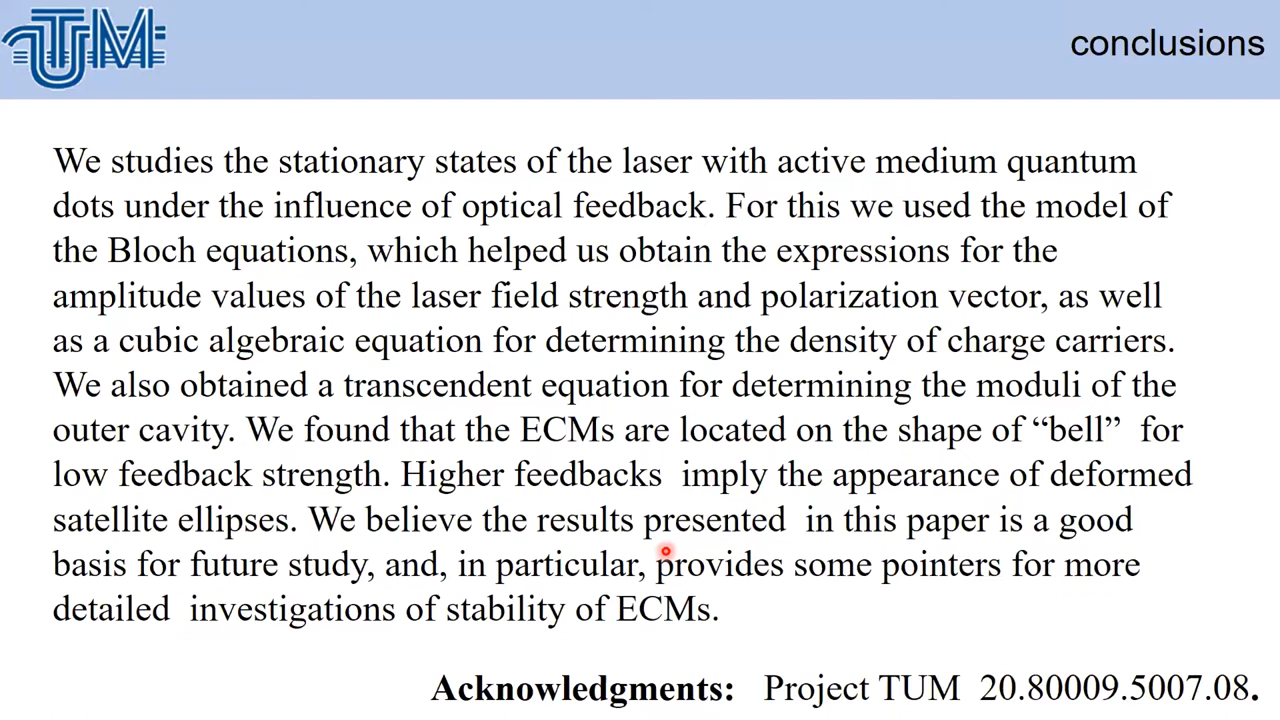 TUM
conclusions
We studies the stationary states of the laser with active medium quantum
dots under the influence of optical feedback. For this we used the model of
the Bloch equations, which helped us obtain the expressions for the
amplitude values of the laser field strength and polarization vector, as well
as a cubic algebraic equation for determining the density of charge carriers.
We also obtained a transcendent equation for determining the moduli of the
outer cavity. We found that the ECMs are located on the shape of “bell”  for
low feedback strength. Higher feedbacks  imply the appearance of deformed
satellite ellipses. We believe the results presented  in this paper is a good
basis for future study, and, in particular, provides some pointers for more
detailed  investigations of stability of ECMs.
Acknowledgments:   Project TUM  20.80009.5007.08.